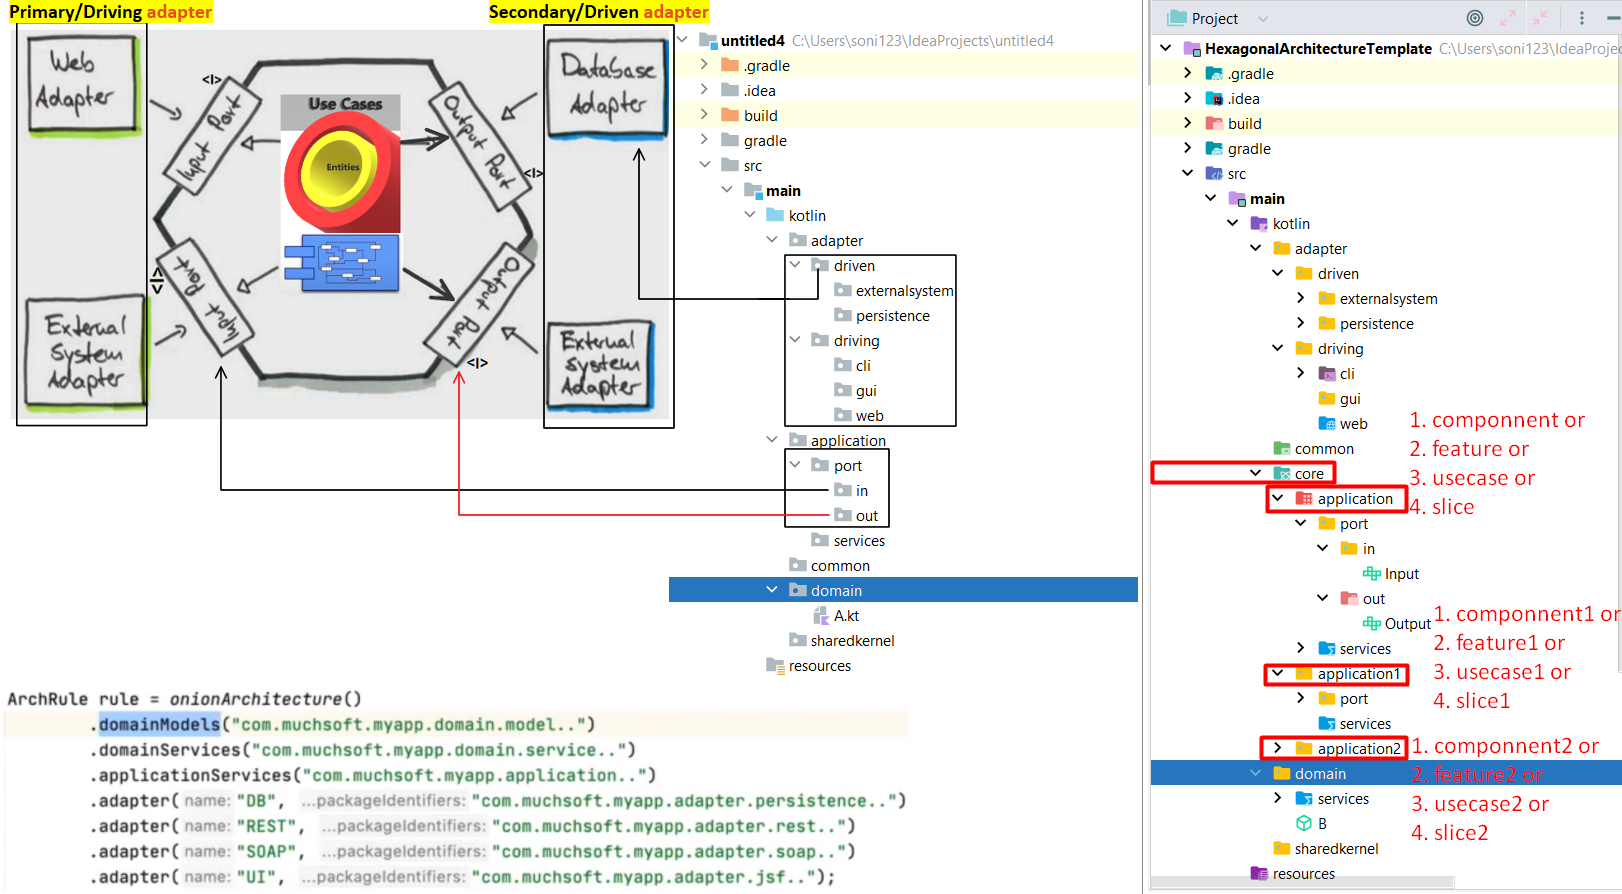 Primary/Driving adapter
Secondary/Driven adapter
Web
Adapter
<I>
Input Port
Use Cases
Entities
Output Port
<I>
Database
Adapter
Input Port
<I>
External
System
Adapter
Output Port
<I>
External
System
Adapter
untitled4 C:\Users\soni123\IdeaProjects\untitled4
.gradle
.idea
build
gradle
src
main
kotlin
adapter
driven
externalsystem
persistence
driving
cli
gui
web
application
port
in
out
services
common
domain
A.kt
sharedkernel
resources
ArchRule rule = onionArchitecture()
.domainModels("com.muchsoft.myapp.domain.model..")
.domainServices("com.muchsoft.myapp.domain.service..")
.applicationServices("com.muchsoft.myapp.application..")
.adapter( name: "DB", ...packageIdentifiers: "com.muchsoft.myapp.adapter.persistence..")
.adapter( name: "REST", ...packageIdentifiers: "com.muchsoft.myapp.adapter.rest..")
.adapter( name: "SOAP", ...packageIdentifiers: "com.muchsoft.myapp.adapter.soap..")
.adapter( name: "UI", ...packageIdentifiers: "com.muchsoft.myapp.adapter.jsf..");
Project
HexagonalArchitectureTemplate C:\Users\soni123\IdeaProjec
.gradle
.idea
build
gradle
src
main
kotlin
adapter
driven
externalsystem
persistence
driving
cli
gui
web
common
core
application
port
in
Input
out
Output
services
application1
port
services
application2
domain
services
B
sharedkernel
resources
1. componnent or
2. feature or
3. usecase or
4. slice
1. componnent1 or
2. feature1 or
3. usecase1 or
4. slice1
1. componnent2 or
2. feature2 or
3. usecase2 or
4. slice2